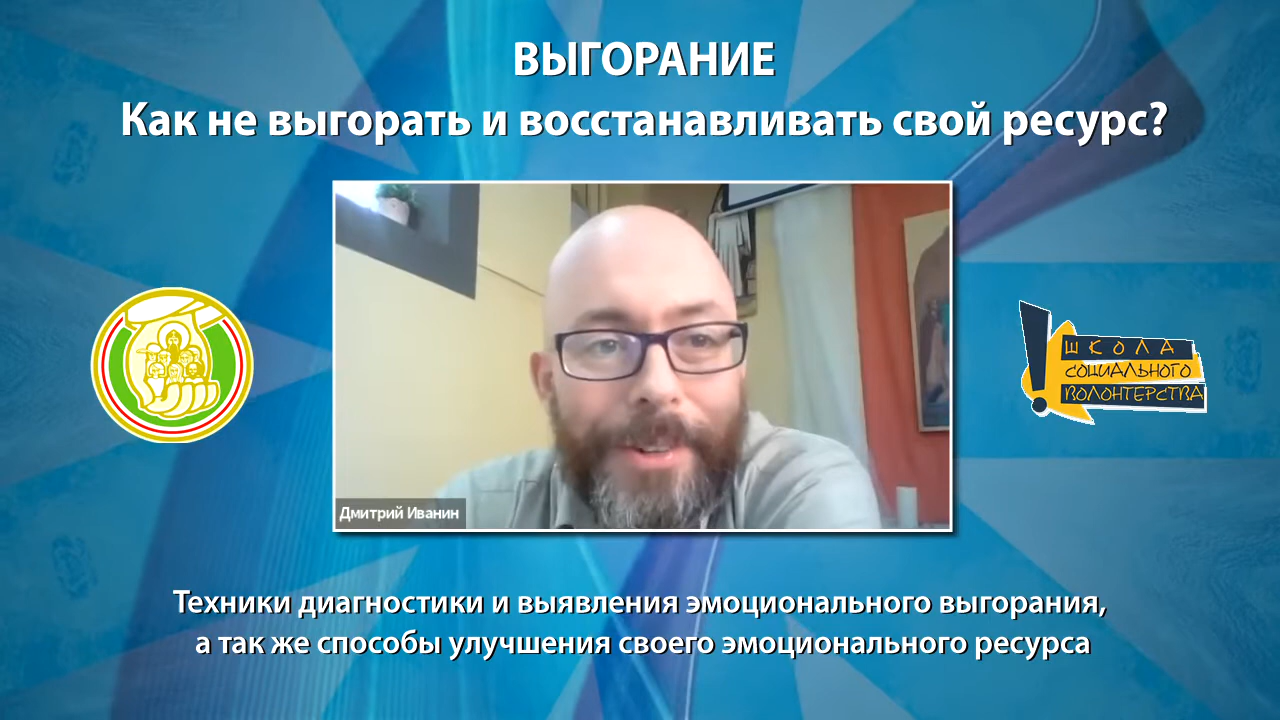 ВЫГОРАНИЕ
Как не выгорать и восстанавливать свой ресурс?
ШКОЛА
СОЦИАЛЬНОГО
ВОЛОНТЕРСТВА
Дмитрий Иванин
Техники диагностики и выявления эмоционального выгорания,
а так же способы улучшения своего эмоционального ресурса